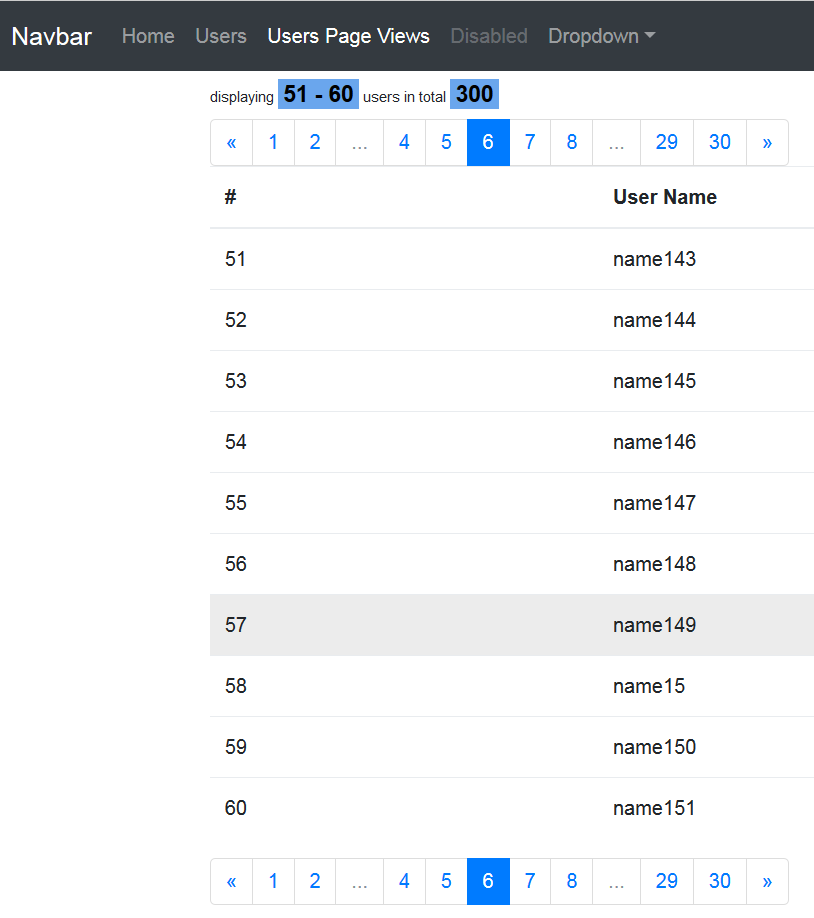 Navbar Home Users Users Page Views Disabled Dropdown
displaying 51 - 60 users in total 300
« 1 2 ... 4 5 6 7 8 ... 29 30 »
# User Name
51 name143
52 name144
53 name145
54 name146
55 name147
56 name148
57 name149
58 name15
59 name150
60 name151
« 1 2 ... 4 5 6 7 8 ... 29 30 »